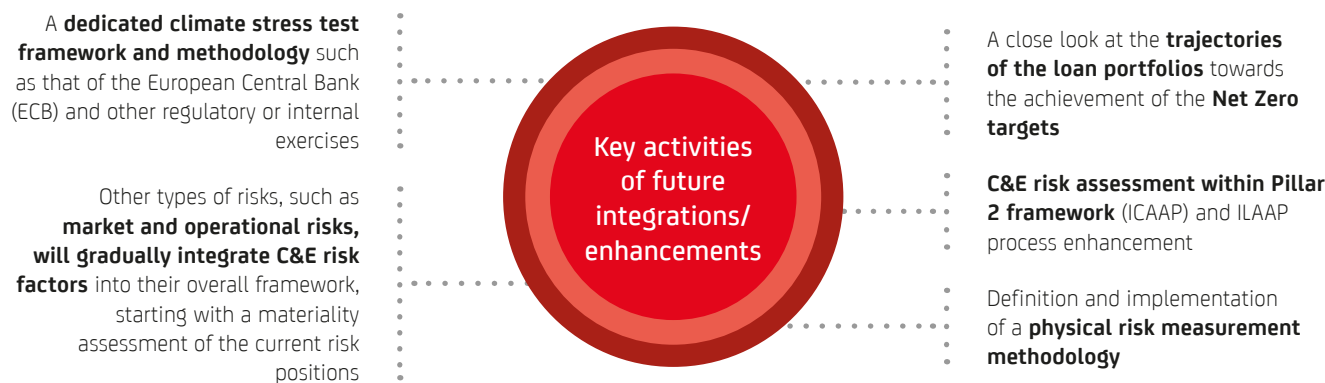 A dedicated climate stress test
framework and methodology such
as that of the European Central Bank
(ECB) and other regulatory or internal
exercises
Other types of risks, such as
market and operational risks,
will gradually integrate C&E risk
factors into their overall framework,
starting with a materiality
assessment of the current risk
positions
Key activities
of future
integrations/
enhancements
A close look at the trajectories
of the loan portfolios towards
the achievement of the Net Zero
targets
C&E risk assessment within Pillar
2 framework (ICAAP) and ILAAP
process enhancement
Definition and implementation
of a physical risk measurement
methodology